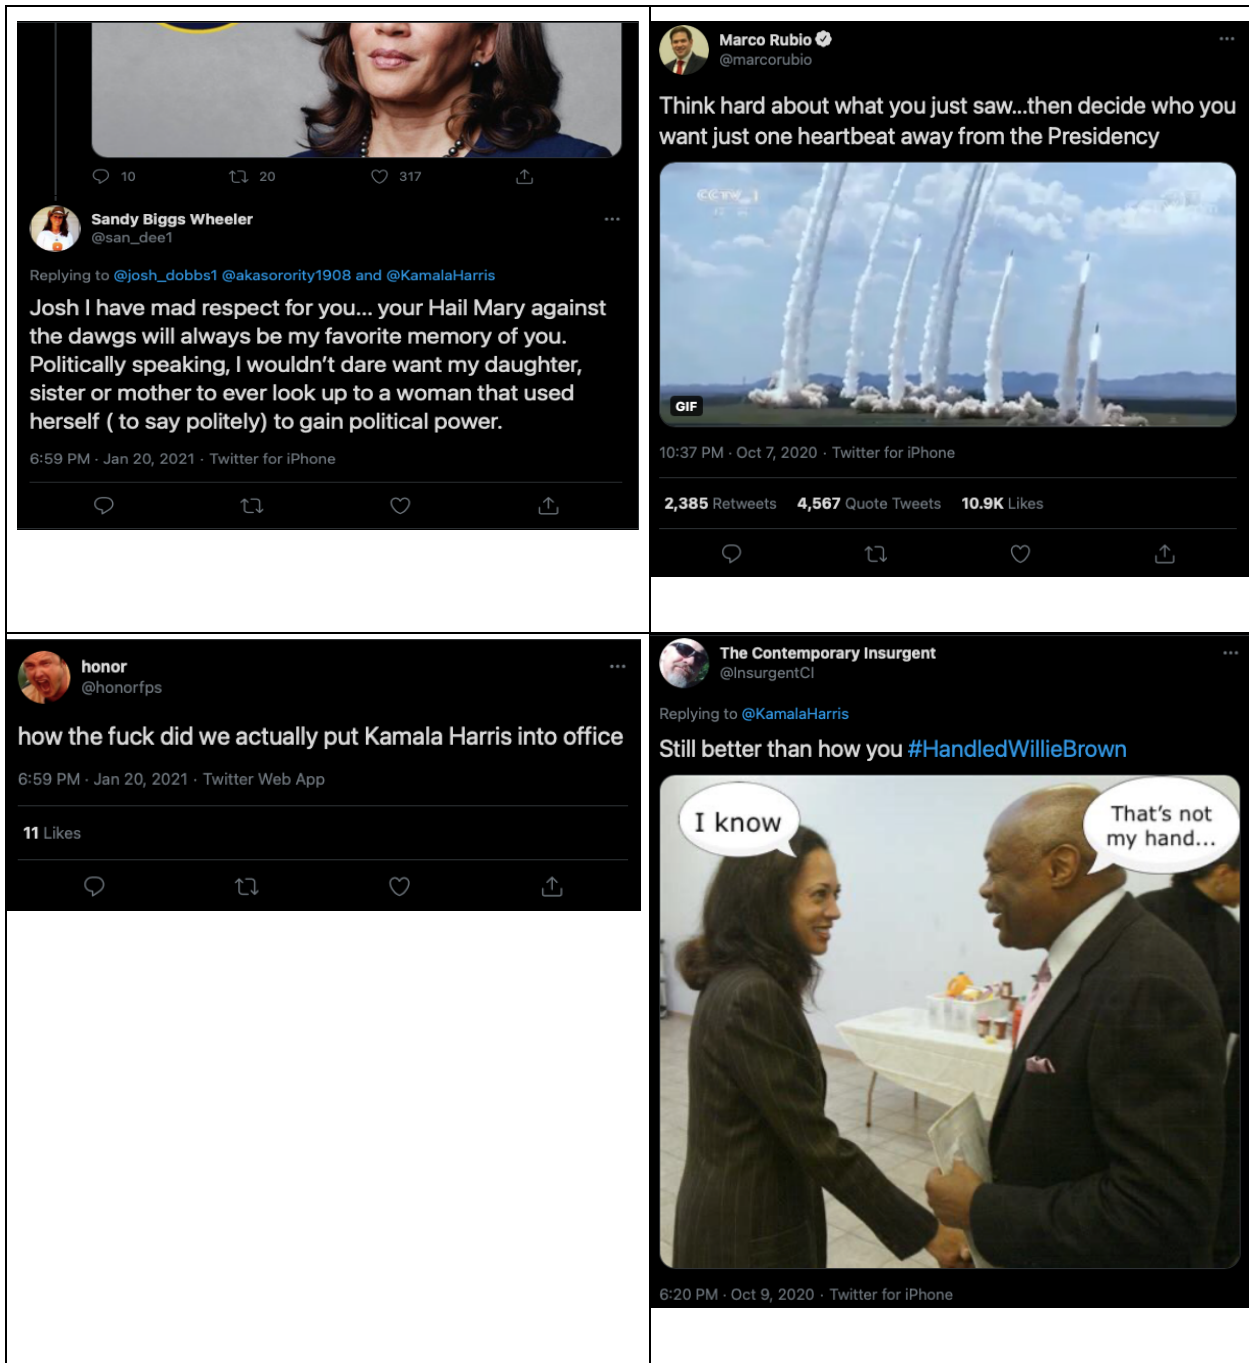 10 20 317
Sandy Biggs Wheeler
@san_dee1
Replying to @josh_dobbs1 @akasorority1908 and @KamalaHarris
Josh I have mad respect for you... your Hail Mary against
the dawgs will always be my favorite memory of you.
Politically speaking, I wouldn't dare want my daughter,
sister or mother to ever look up to a woman that used
herself ( to say politely) to gain political power.
6:59 PM · Jan 20, 2021 · Twitter for iPhone
Marco Rubio
@marcorubio
Think hard about what you just saw...then decide who you
want just one heartbeat away from the Presidency
CCTV 1
GIF
10:37 PM · Oct 7, 2020 · Twitter for iPhone
2,385 Retweets 4,567 Quote Tweets 10.9K Likes
honor
@honorfps
how the fuck did we actually put Kamala Harris into office
6:59 PM · Jan 20, 2021 · Twitter Web App
11 Likes
The Contemporary Insurgent
@InsurgentCI
Replying to @KamalaHarris
Still better than how you #HandledWillieBrown
I know
That's not
my hand...
6:20 PM · Oct 9, 2020 · Twitter for iPhone